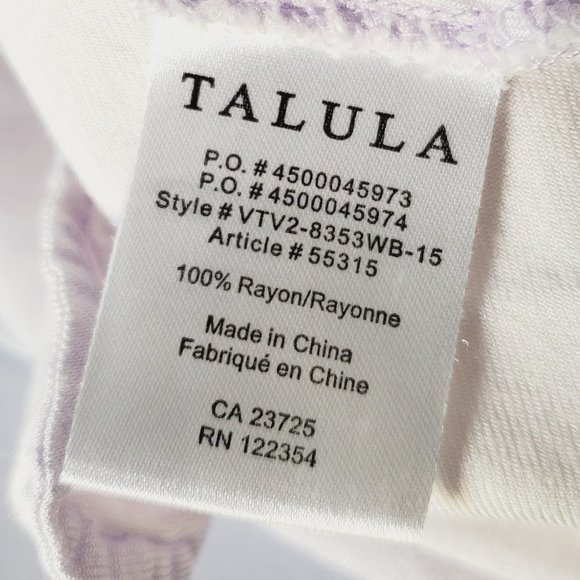 TALULA
P.O. # 4500045973
P.O. # 4500045974
Style # VTV2-8353WB-15
Article # 55315
100% Rayon/Rayonne
Made in China
Fabriqué en Chine
CA 23725
RN 122354